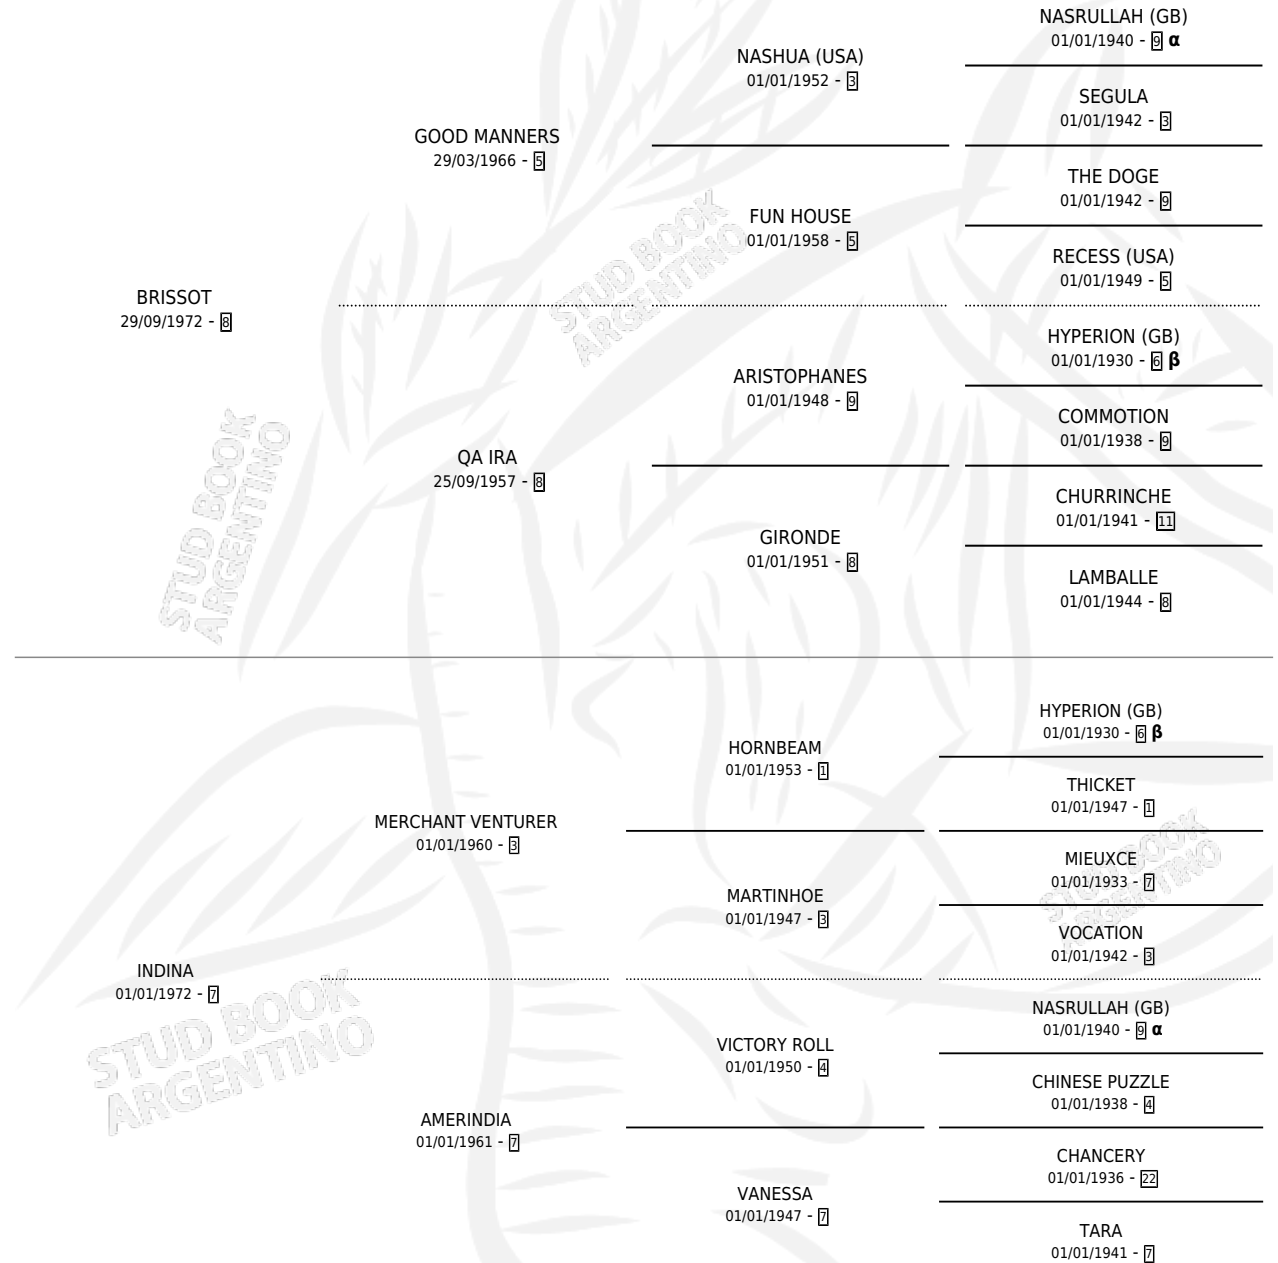 NASRULLAH (GB)
01/01/1940 - 9 α
NASHUA (USA)
01/01/1952 - 3
SEGULA
01/01/1942 - 3
GOOD MANNERS
29/03/1966 - 5
THE DOGE
01/01/1942 - 9
FUN HOUSE
01/01/1958 - 5
RECESS (USA)
01/01/1949 - 5
BRISSOT
29/09/1972 - 8
HYPERION (GB)
01/01/1930 - 6 β
ARISTOPHANES
01/01/1948 - 9
COMMOTION
01/01/1938 - 9
QA IRA
25/09/1957 - 8
CHURRINCHE
01/01/1941 - 11
GIRONDE
01/01/1951 - 8
LAMBALLE
01/01/1944 - 8
STUD BOOK
ARGENTINO
STUD BOOK
ARGENTINO
HYPERION (GB)
01/01/1930 - 6 β
HORNBEAM
01/01/1953 - 1
THICKET
01/01/1947 - 1
MERCHANT VENTURER
01/01/1960 - 3
MIEUXCE
01/01/1933 - 7
MARTINHOE
01/01/1947 - 3
VOCATION
01/01/1942 - 3
INDINA
01/01/1972 - 7
NASRULLAH (GB)
01/01/1940 - 9 α
VICTORY ROLL
01/01/1950 - 4
CHINESE PUZZLE
01/01/1938 - 4
AMERINDIA
01/01/1961 - 7
CHANCERY
01/01/1936 - 22
VANESSA
01/01/1947 - 7
TARA
01/01/1941 - 7
STUD BOOK
ARGENTINO
STUD BOOK
ARGENTINO